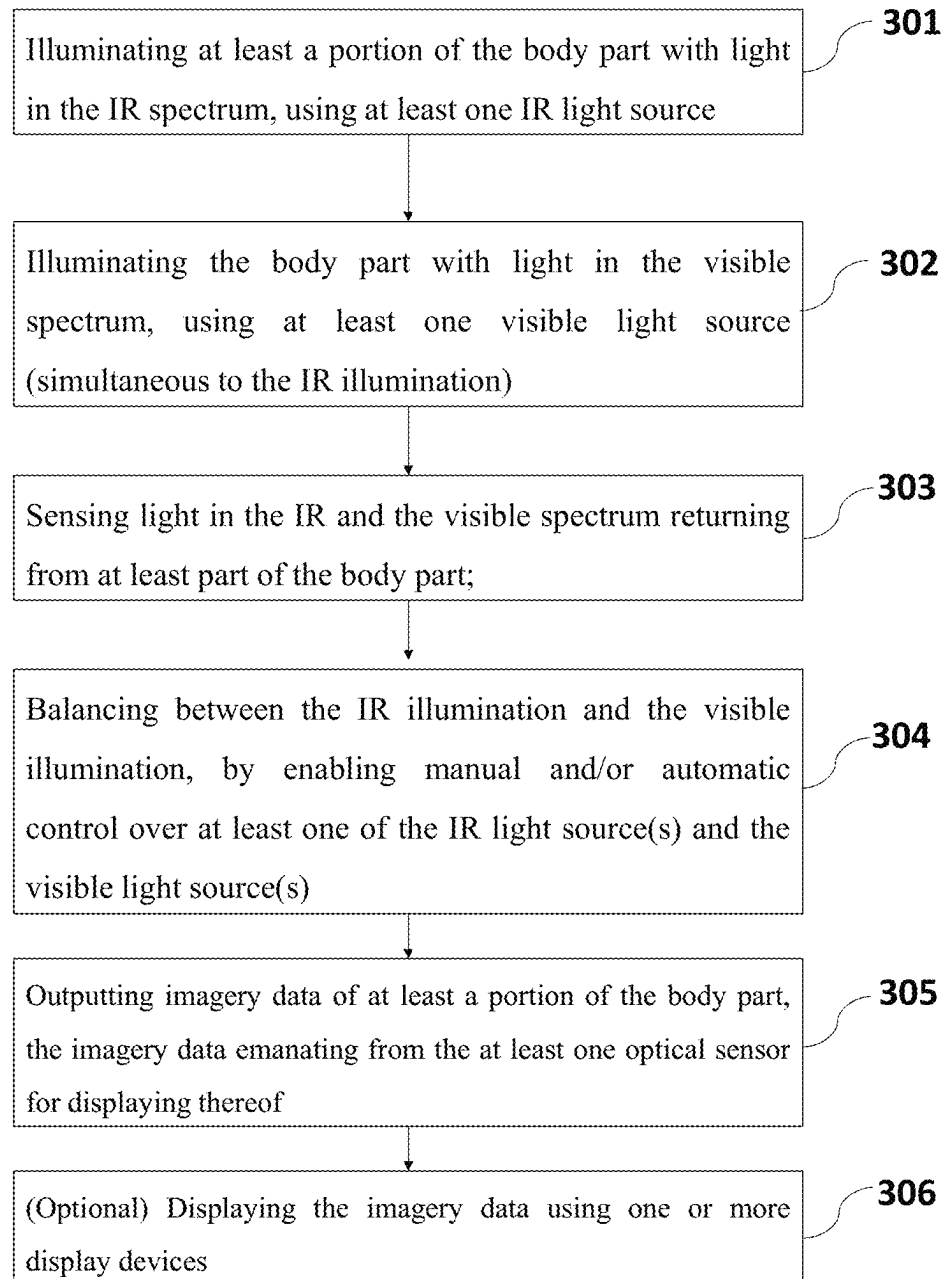 301
Illuminating at least a portion of the body part with light
in the IR spectrum, using at least one IR light source
302
Illuminating the body part with light in the visible
spectrum, using at least one visible light source
(simultaneous to the IR illumination)
303
Sensing light in the IR and the visible spectrum returning
from at least part of the body part;
304
Balancing between the IR illumination and the visible
illumination, by enabling manual and/or automatic
control over at least one of the IR light source(s) and the
visible light source(s)
305
Outputting imagery data of at least a portion of the body part,
the imagery data emanating from the at least one optical sensor
for displaying thereof
306
(Optional) Displaying the imagery data using one or more
display devices